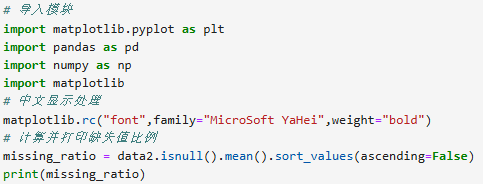 # 导入模块
import matplotlib.pyplot as plt
import pandas as pd
import numpy as np
import matplotlib
# 中文显示处理
matplotlib.rc("font",family="MicroSoft YaHei",weight="bold")
# 计算并打印缺失值比例
missing_ratio = data2.isnull().mean().sort_values(ascending=False)
print(missing_ratio)